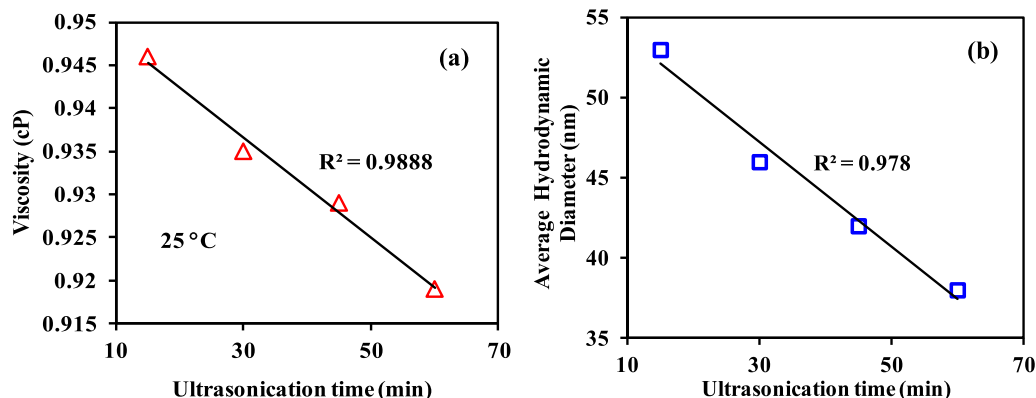 (a)
Viscosity (cP)
0.95
0.945
0.94
0.935
0.93
0.925
0.92
0.915
R² = 0.9888
25 °C
10 30 50 70
Ultrasonication time (min)
(b)
Average Hydrodynamic
Diameter (nm)
55
50
45
40
35
R² = 0.978
10 30 50 70
Ultrasonication time (min)